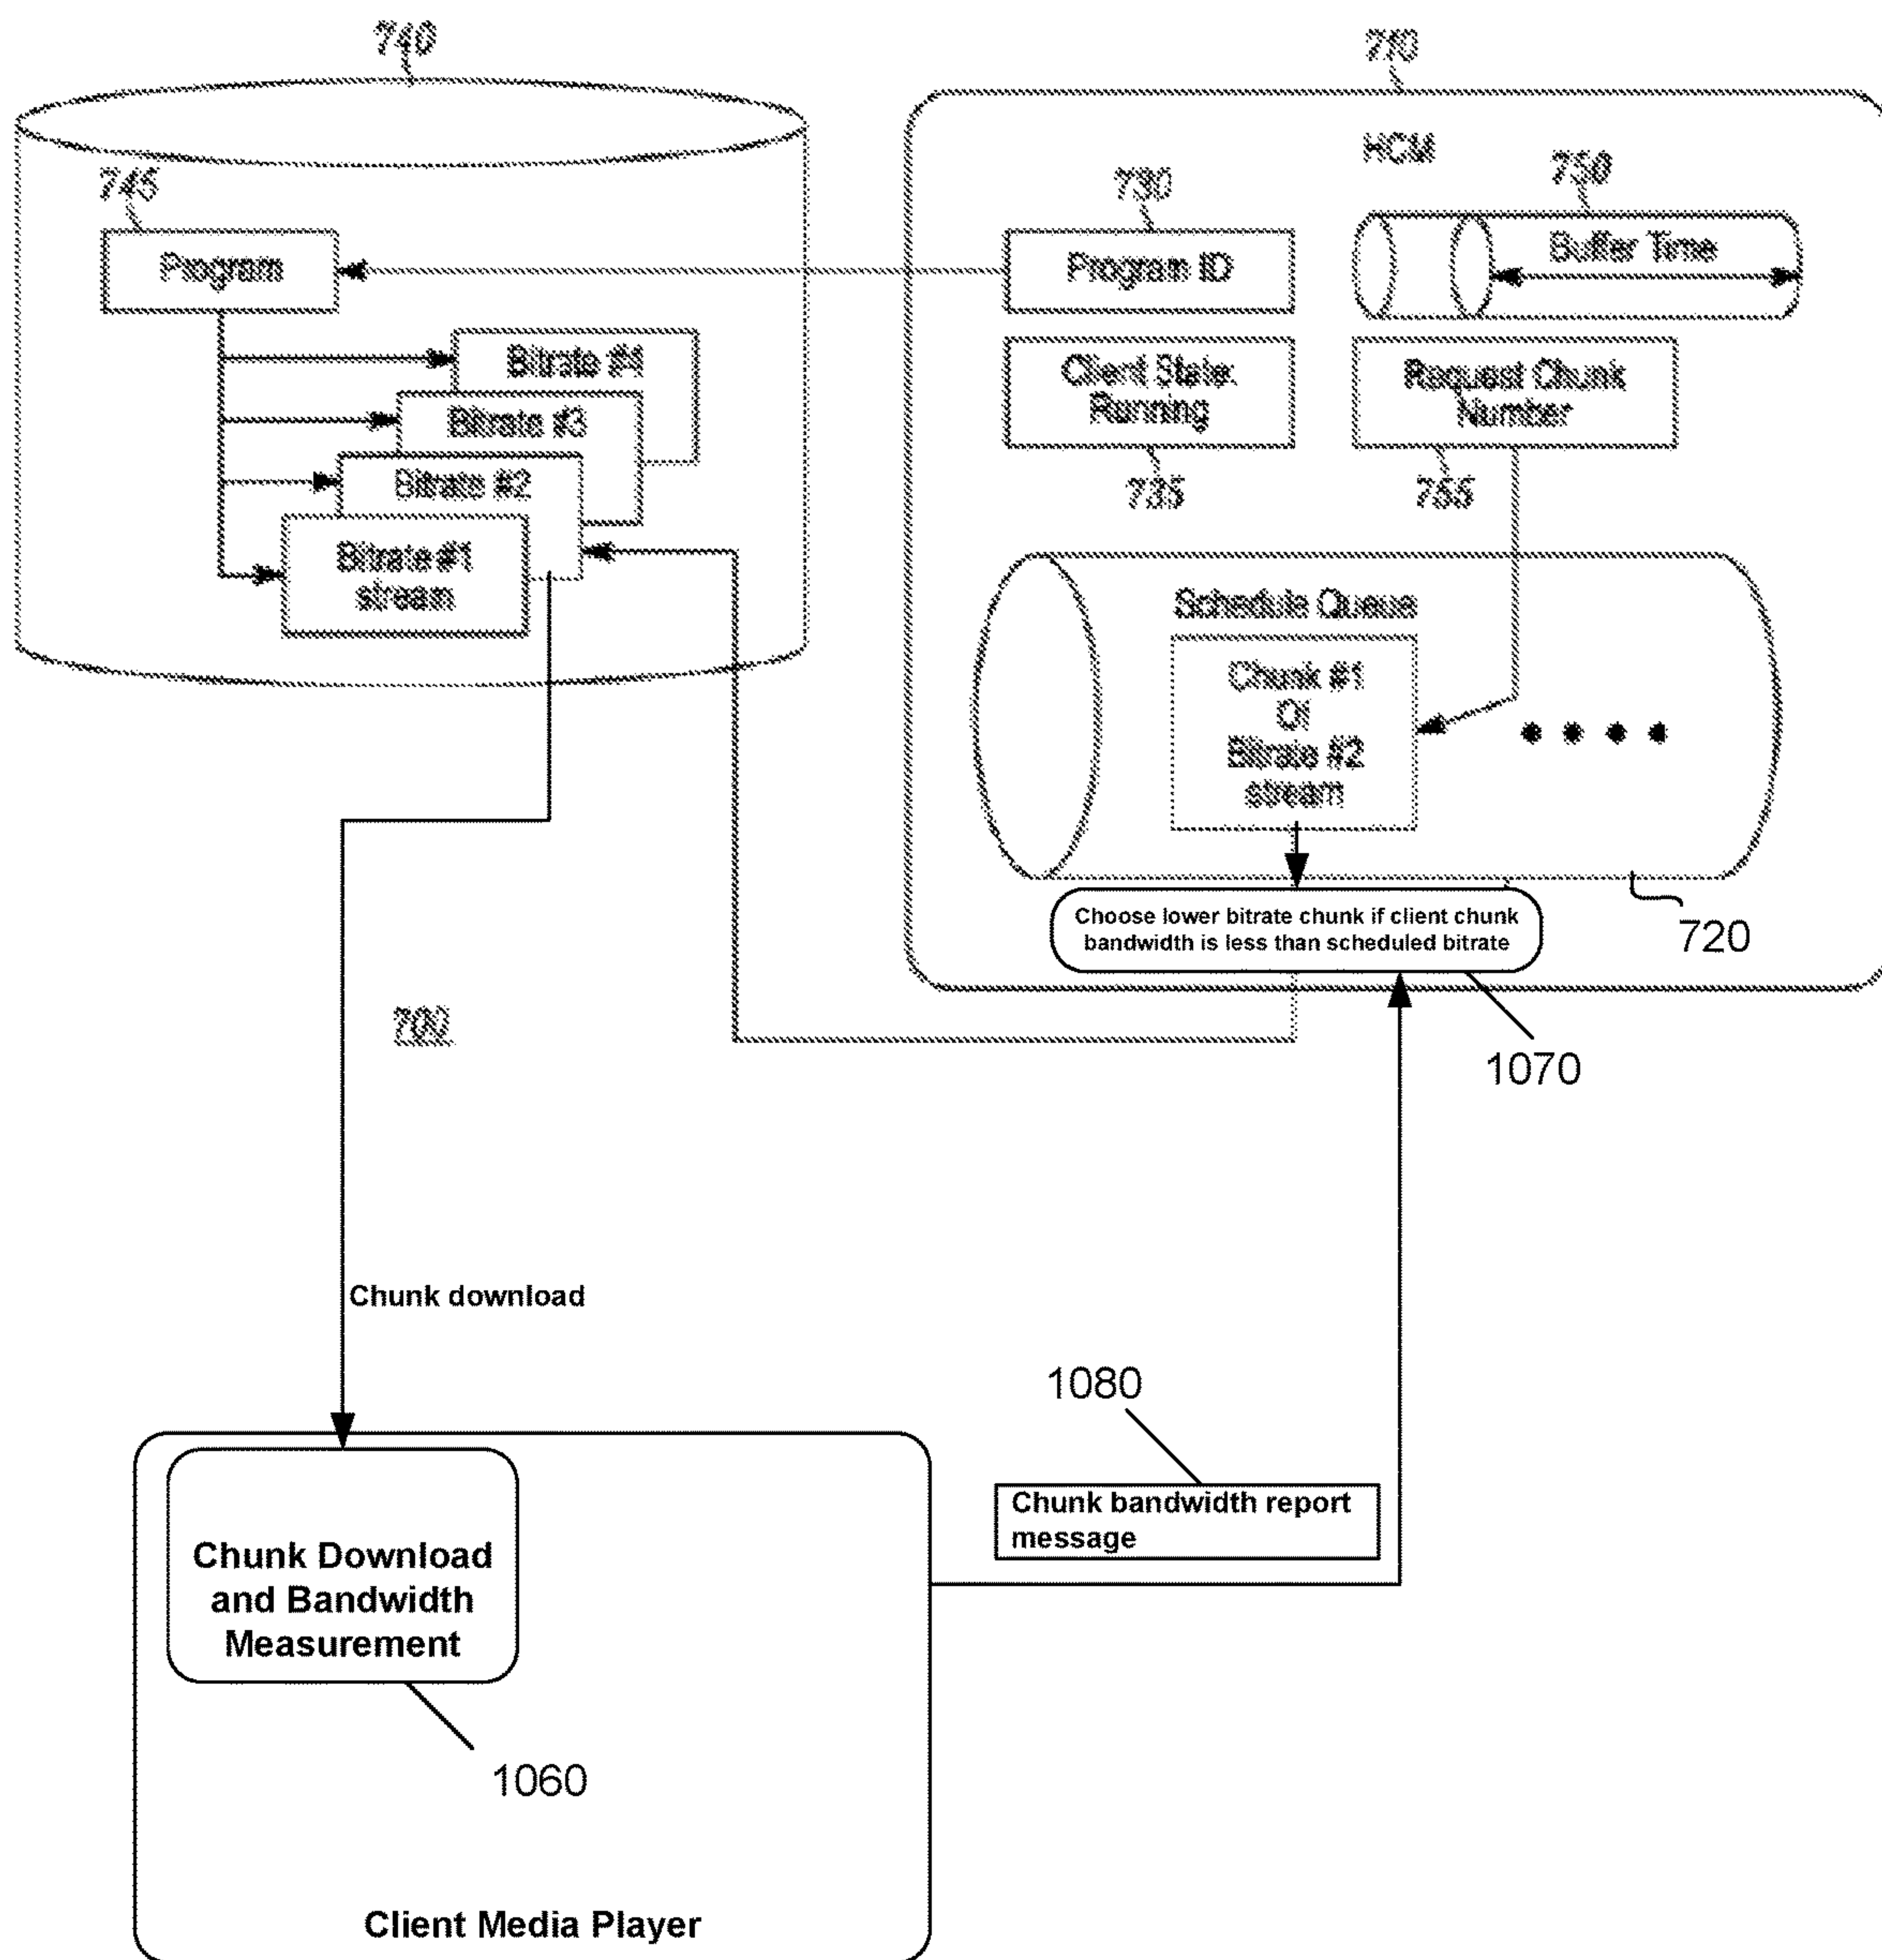 740
710
HCM
745
730
750
Program
Program ID
Buffer Time
Bitrate #4
Client State:
Running
Request Chunk
Number
Bitrate #3
Bitrate #2
735
755
Bitrate #1
stream
Schedule Queue
Chunk #1
Of
Bitrate #2
stream
Choose lower bitrate chunk if client chunk
bandwidth is less than scheduled bitrate
720
700
1070
Chunk download
1080
Chunk bandwidth report
message
Chunk Download
and Bandwidth
Measurement
1060
Client Media Player